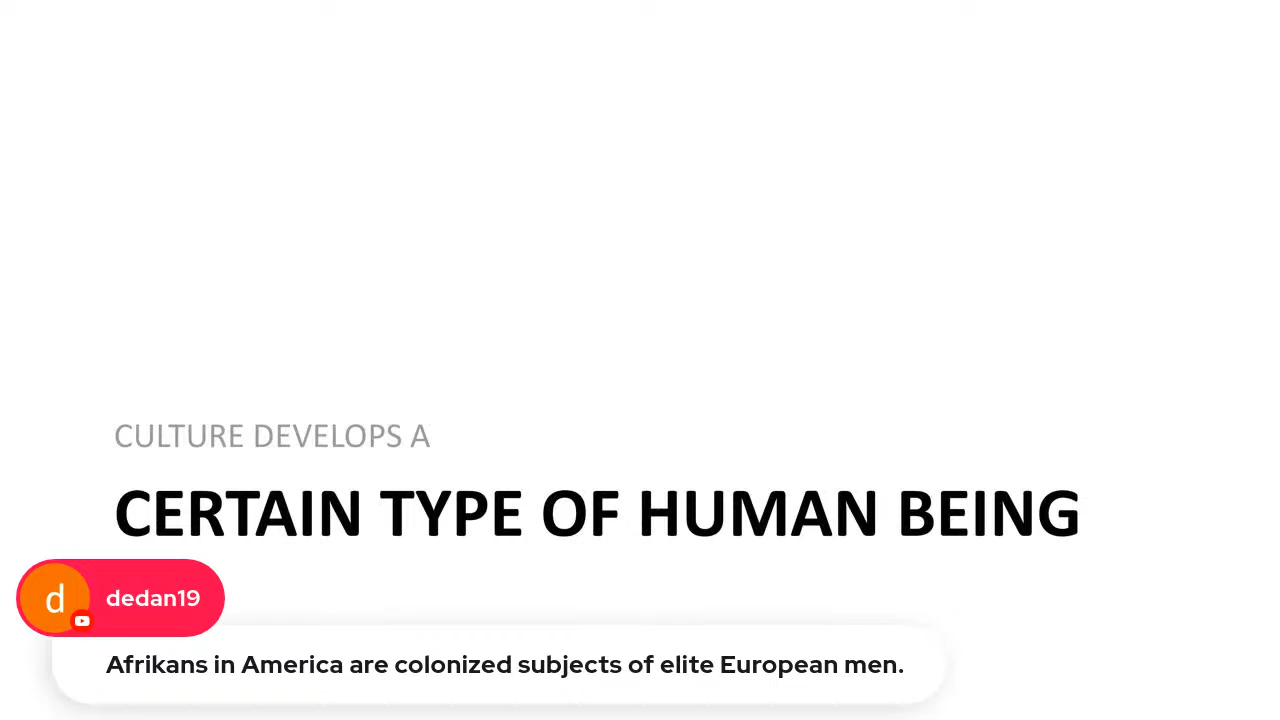 CULTURE DEVELOPS A
CERTAIN TYPE OF HUMAN BEING
d
dedan19
Afrikans in America are colonized subjects of elite European men.